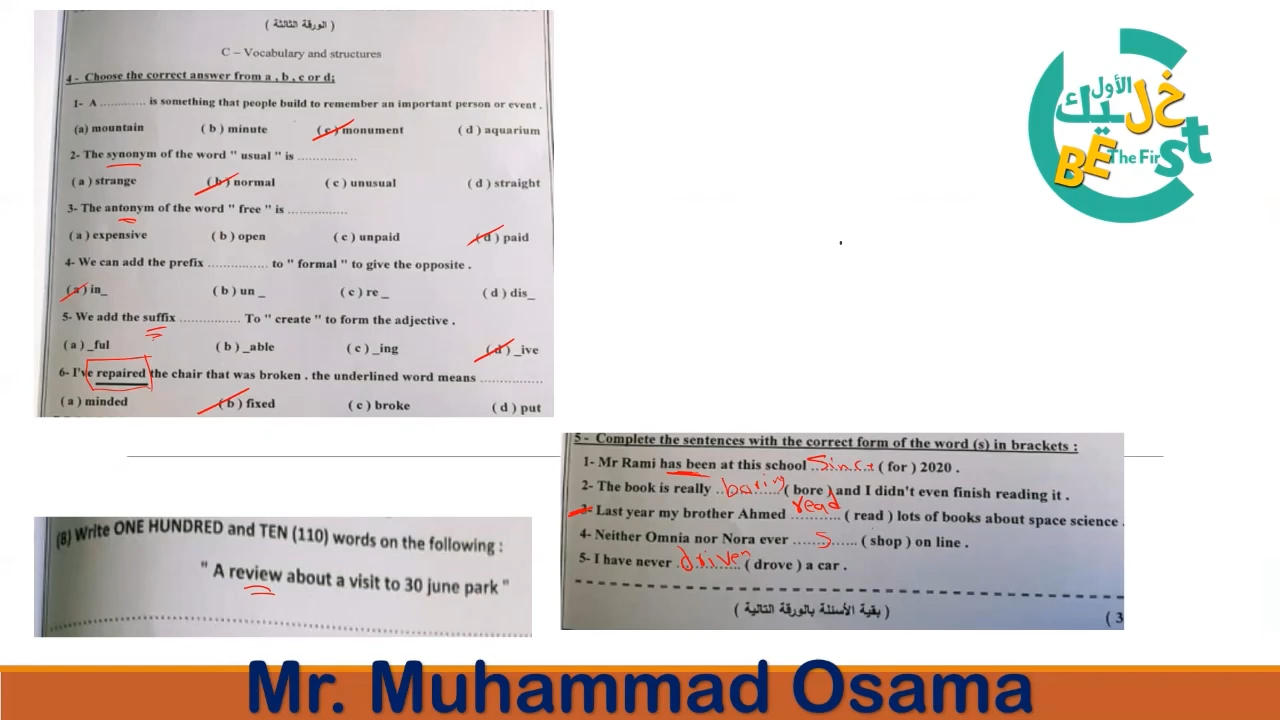 ( الورقة الثالثة )
C – Vocabulary and structures
4 - Choose the correct answer from a , b , c or d;
1- A ............ is something that people build to remember an important person or event .
(a) mountain ( b ) minute ( c ) monument ( d ) aquarium
2- The synonym of the word " usual " is ...............
( a ) strange ( b ) normal ( c ) unusual ( d ) straight
3- The antonym of the word " free " is ...............
( a ) expensive ( b ) open ( c ) unpaid ( d ) paid
4- We can add the prefix ............... to " formal " to give the opposite .
( a ) in_ ( b ) un _ ( c ) re _ ( d ) dis_
5- We add the suffix ............... To " create " to form the adjective .
( a ) _ful ( b ) _able ( c ) _ing ( d ) _ive
6- I've repaired the chair that was broken . the underlined word means ...............
( a ) minded ( b ) fixed ( c ) broke ( d ) put
خليك الأول
BE The First
5 - Complete the sentences with the correct form of the word (s) in brackets :
1- Mr Rami has been at this school ..Since ( for ) 2020 .
2- The book is really ..boring..... ( bore ) and I didn't even finish reading it .
3- Last year my brother Ahmed read .......... ( read ) lots of books about space science .
4- Neither Omnia nor Nora ever .....s..... ( shop ) on line .
5- I have never .driven....... ( drove ) a car .
( بقية الأسئلة بالورقة التالية )
( 3
(8) Write ONE HUNDRED and TEN (110) words on the following :
" A review about a visit to 30 june park "
Mr. Muhammad Osama